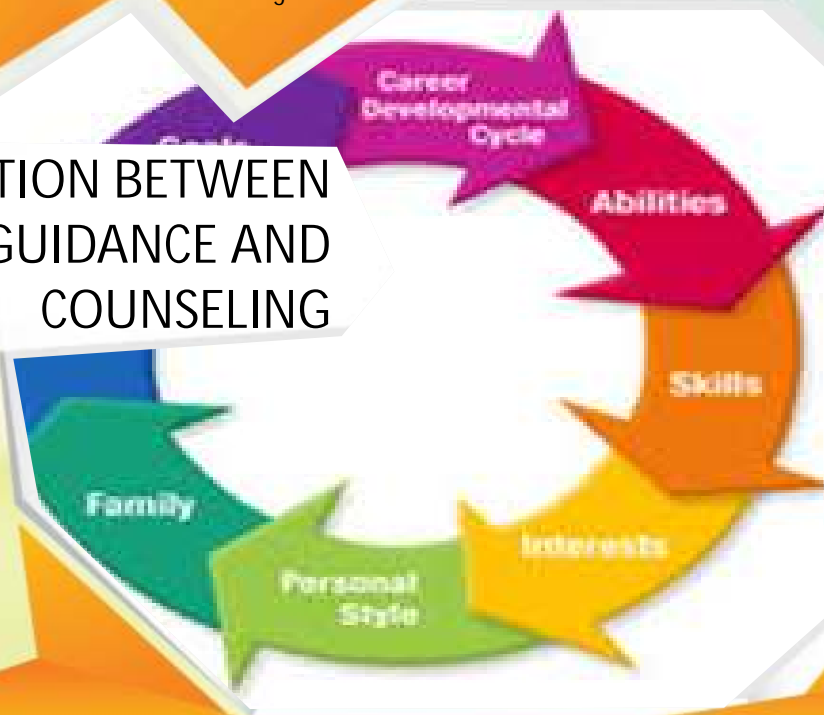 Career
Developmental
Cycle
Abilities
TION BETWEEN
GUIDANCE AND
COUNSELING
Skills
Interests
Family
Personal
Style